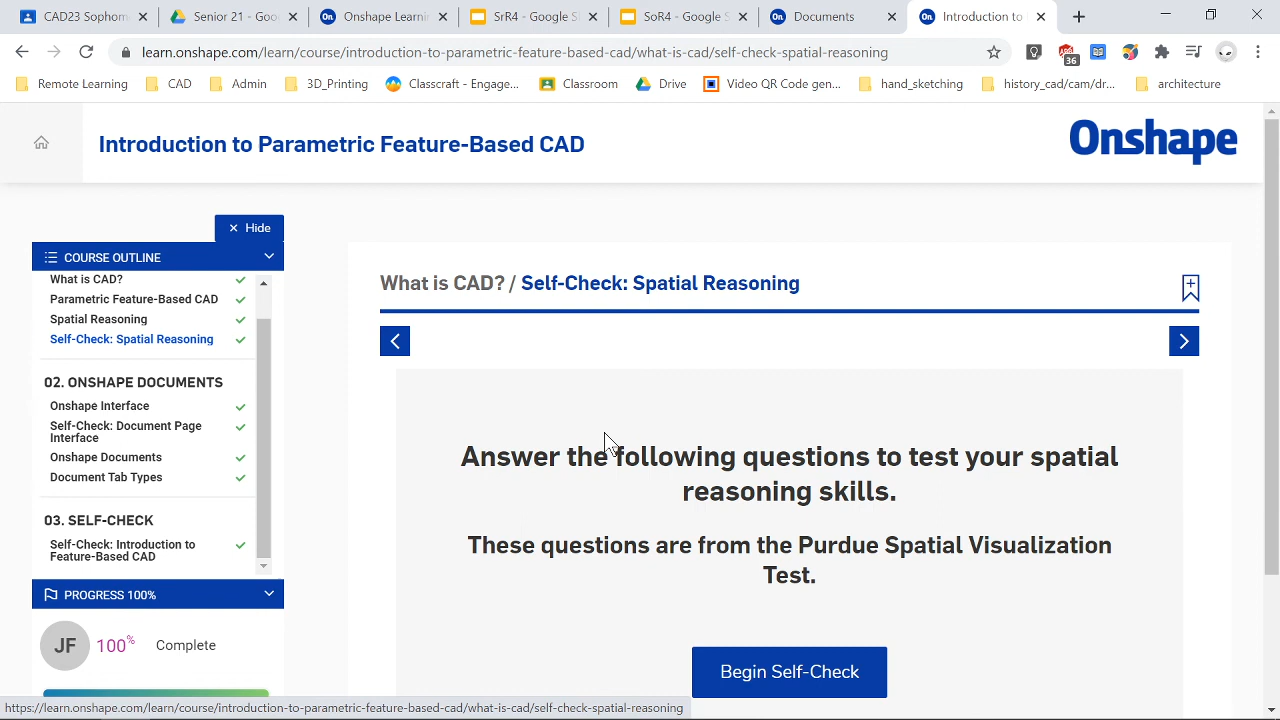 CAD2 - Sophom
Senior 21 - Goo
Onshape Learnin
SrR4 - Google S
SoR4 - Google S
Documents
Introduction to
learn.onshape.com/learn/course/introduction-to-parametric-feature-based-cad/what-is-cad/self-check-spatial-reasoning
36
Remote Learning
CAD
Admin
3D_Printing
Classcraft - Engage...
Classroom
Drive
Video QR Code gen...
hand_sketching
history_cad/cam/dr...
architecture
Introduction to Parametric Feature-Based CAD
Onshape
Hide
COURSE OUTLINE
What is CAD?
Parametric Feature-Based CAD
Spatial Reasoning
Self-Check: Spatial Reasoning
02. ONSHAPE DOCUMENTS
Onshape Interface
Self-Check: Document Page
Interface
Onshape Documents
Document Tab Types
03. SELF-CHECK
Self-Check: Introduction to
Feature-Based CAD
PROGRESS 100%
JF
100%
Complete
What is CAD? / Self-Check: Spatial Reasoning
Answer the following questions to test your spatial
reasoning skills.
These questions are from the Purdue Spatial Visualization
Test.
Begin Self-Check
https://learn.onshape.com/learn/course/introduction-to-parametric-feature-based-cad/what-is-cad/self-check-spatial-reasoning